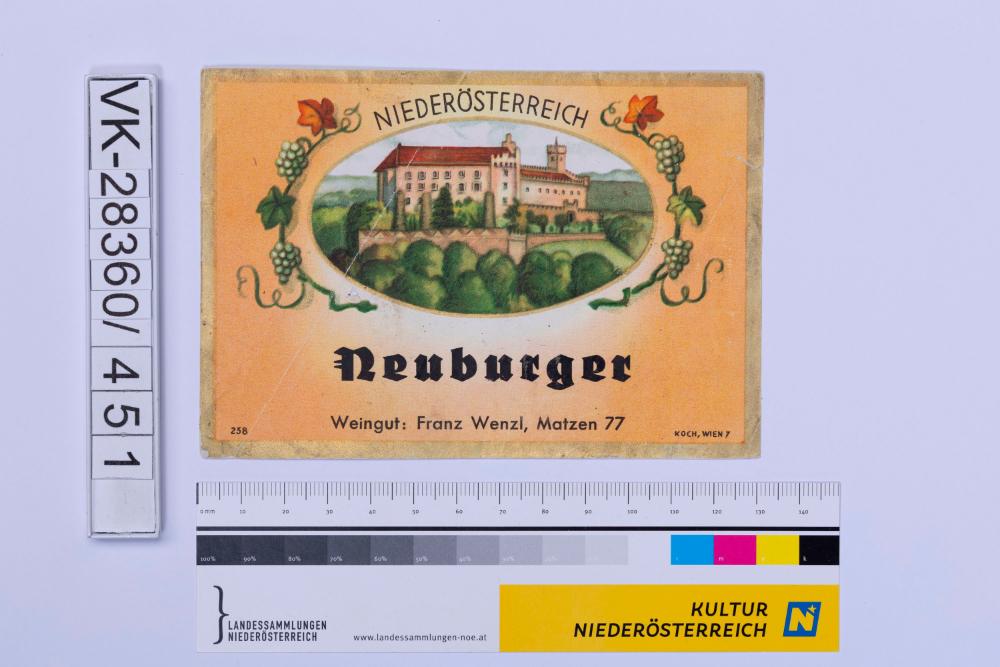 VK-28360/451
NIEDERÖSTERREICH
Neuburger
Weingut: Franz Wenzl, Matzen 77
258
KOCH, WIEN 7
0 mm 10 20 30 40 50 60 70 80 90 100 110 120 130 140
100% 90% 80% 70% 60% 50% 40% 30% 20%
c m y k
LANDESSAMMLUNGEN
NIEDERÖSTERREICH
www.landessammlungen-noe.at
KULTUR
NIEDERÖSTERREICH
N